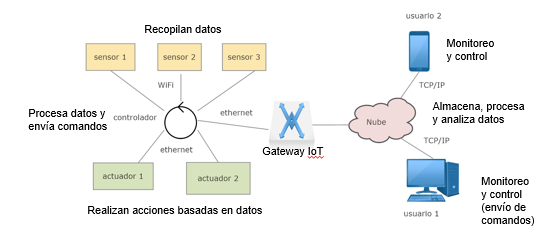 usuario 2
Recopilan datos
sensor 1
sensor 2
sensor 3
Monitoreo
y control
WiFi
TCP/IP
Procesa datos y
envía comandos
controlador
ethernet
Almacena, procesa
y analiza datos
Nube
ethernet
Gateway IoT
TCP/IP
actuador 1
actuador 2
Monitoreo
y control
(envío de
comandos)
Realizan acciones basadas en datos
usuario 1